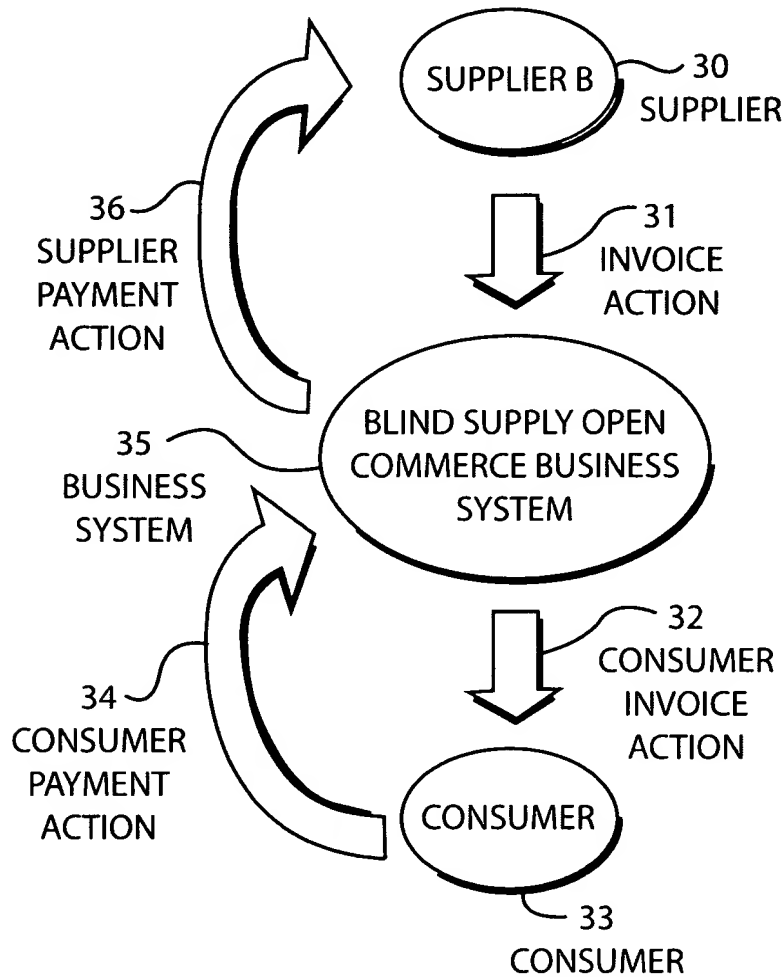 SUPPLIER B
30
SUPPLIER
36
SUPPLIER
PAYMENT
ACTION
31
INVOICE
ACTION
BLIND SUPPLY OPEN
COMMERCE BUSINESS
SYSTEM
35
BUSINESS
SYSTEM
32
CONSUMER
INVOICE
ACTION
34
CONSUMER
PAYMENT
ACTION
CONSUMER
33
CONSUMER